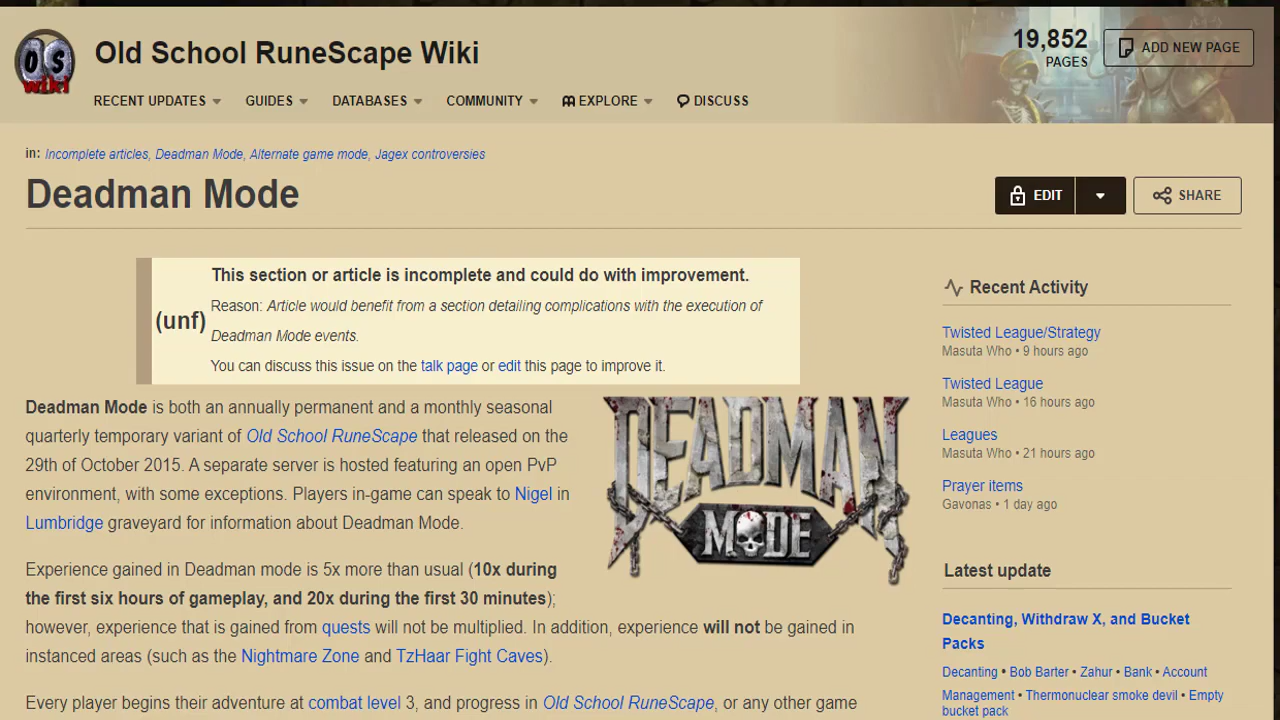 OS
wiki
Old School RuneScape Wiki
19,852
PAGES
ADD NEW PAGE
RECENT UPDATES
GUIDES
DATABASES
COMMUNITY
EXPLORE
DISCUSS
in: Incomplete articles, Deadman Mode, Alternate game mode, Jagex controversies
Deadman Mode
EDIT
SHARE
(unf)
This section or article is incomplete and could do with improvement.
Reason: Article would benefit from a section detailing complications with the execution of
Deadman Mode events.
You can discuss this issue on the talk page or edit this page to improve it.
Deadman Mode is both an annually permanent and a monthly seasonal
quarterly temporary variant of Old School RuneScape that released on the
29th of October 2015. A separate server is hosted featuring an open PvP
environment, with some exceptions. Players in-game can speak to Nigel in
Lumbridge graveyard for information about Deadman Mode.
DEADMAN
MODE
Experience gained in Deadman mode is 5x more than usual (10x during
the first six hours of gameplay, and 20x during the first 30 minutes);
however, experience that is gained from quests will not be multiplied. In addition, experience will not be gained in
instanced areas (such as the Nightmare Zone and TzHaar Fight Caves).
Every player begins their adventure at combat level 3, and progress in Old School RuneScape, or any other game
Recent Activity
Twisted League/Strategy
Masuta Who • 9 hours ago
Twisted League
Masuta Who • 16 hours ago
Leagues
Masuta Who • 21 hours ago
Prayer items
Gavonas • 1 day ago
Latest update
Decanting, Withdraw X, and Bucket
Packs
Decanting • Bob Barter • Zahur • Bank • Account
Management • Thermonuclear smoke devil • Empty
bucket pack